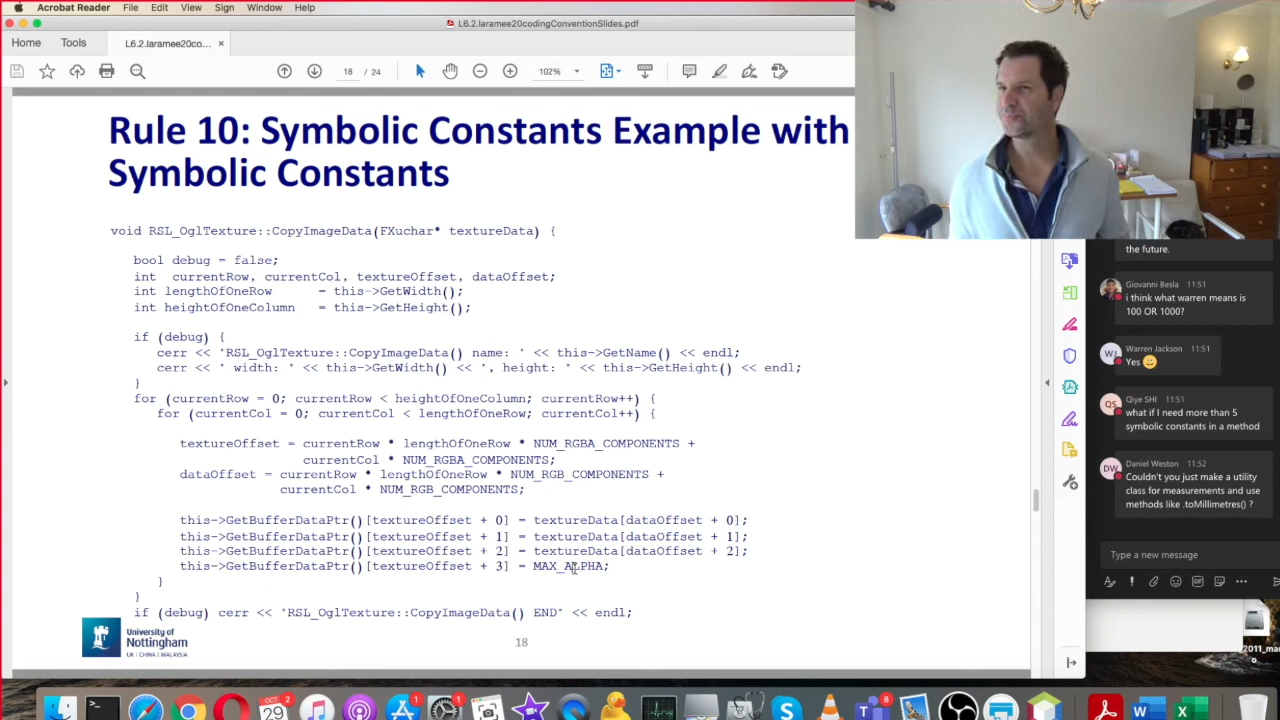 Acrobat Reader File Edit View Sign Window Help
L6.2.laramee20codingConventionSlides.pdf
Home Tools L6.2.laramee20co... ×
18 / 24 102%
Rule 10: Symbolic Constants Example with
Symbolic Constants
void RSL_OglTexture::CopyImageData(FXuchar* textureData) {
bool debug = false;
int currentRow, currentCol, textureOffset, dataOffset;
int lengthOfOneRow = this->GetWidth();
int heightOfOneColumn = this->GetHeight();
if (debug) {
cerr << "RSL_OglTexture::CopyImageData() name: " << this->GetName() << endl;
cerr << " width: " << this->GetWidth() << ", height: " << this->GetHeight() << endl;
}
for (currentRow = 0; currentRow < heightOfOneColumn; currentRow++) {
for (currentCol = 0; currentCol < lengthOfOneRow; currentCol++) {
textureOffset = currentRow * lengthOfOneRow * NUM_RGBA_COMPONENTS +
currentCol * NUM_RGBA_COMPONENTS;
dataOffset = currentRow * lengthOfOneRow * NUM_RGB_COMPONENTS +
currentCol * NUM_RGB_COMPONENTS;
this->GetBufferDataPtr()[textureOffset + 0] = textureData[dataOffset + 0];
this->GetBufferDataPtr()[textureOffset + 1] = textureData[dataOffset + 1];
this->GetBufferDataPtr()[textureOffset + 2] = textureData[dataOffset + 2];
this->GetBufferDataPtr()[textureOffset + 3] = MAX_ALPHA;
}
}
if (debug) cerr << "RSL_OglTexture::CopyImageData() END" << endl;
University of
Nottingham
UK | CHINA | MALAYSIA
18
the future.
Giovanni Besla 11:51
i think what warren means is
100 OR 1000?
WJ Warren Jackson 11:51
Yes
QS Qiye SHI 11:51
what if I need more than 5
symbolic constants in a method
DW Daniel Weston 11:52
Couldn't you just make a utility
class for measurements and use
methods like .toMillimetres() ?
Type a new message
OCT 2
29
1
8